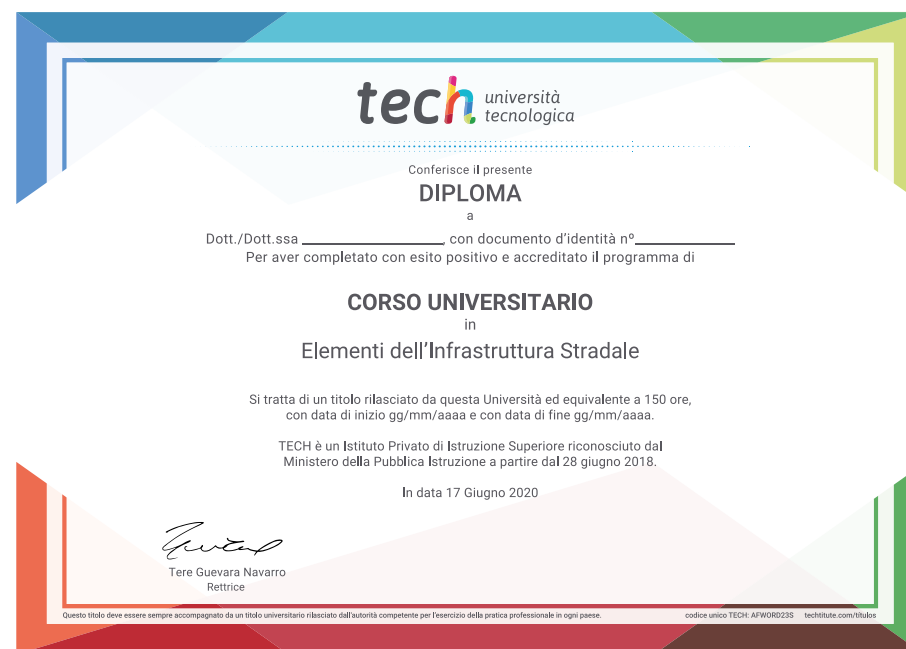 tech università
tecnologica
Conferisce il presente
DIPLOMA
a
Dott./Dott.ssa ____________________, con documento d'identità nº______________
Per aver completato con esito positivo e accreditato il programma di
CORSO UNIVERSITARIO
in
Elementi dell'Infrastruttura Stradale
Si tratta di un titolo rilasciato da questa Università ed equivalente a 150 ore,
con data di inizio gg/mm/aaaa e con data di fine gg/mm/aaaa.
TECH è un Istituto Privato di Istruzione Superiore riconosciuto dal
Ministero della Pubblica Istruzione a partire dal 28 giugno 2018.
In data 17 Giugno 2020
Tere Guevara Navarro
Rettrice
Questo titolo deve essere sempre accompagnato da un titolo universitario rilasciato dall'autorità competente per l'esercizio della pratica professionale in ogni paese. codice unico TECH: AFWORD23S techtitute.com/titulos